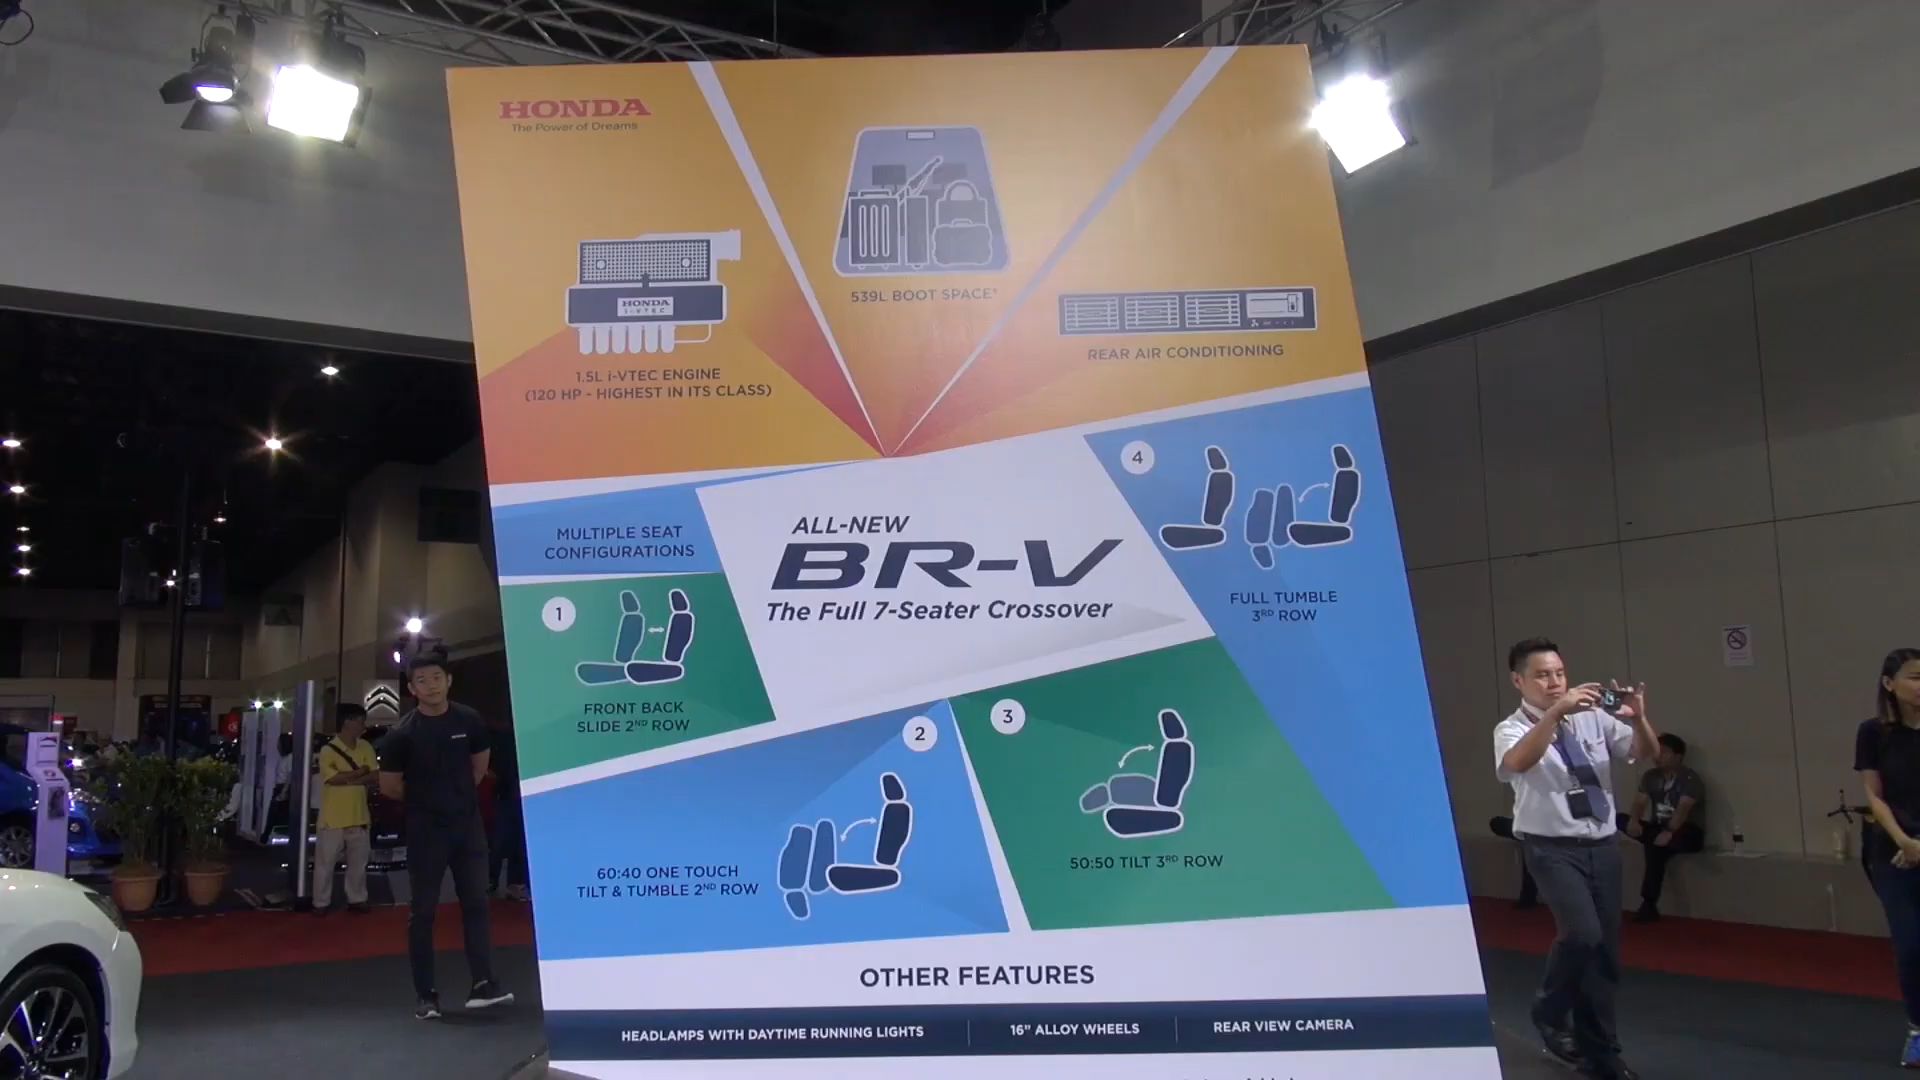 HONDA
The Power of Dreams
539L BOOT SPACE*
HONDA
i-VTEC
1.5L i-VTEC ENGINE
(120 HP - HIGHEST IN ITS CLASS)
REAR AIR CONDITIONING
MULTIPLE SEAT
CONFIGURATIONS
ALL-NEW
BR-V
The Full 7-Seater Crossover
1
FRONT BACK
SLIDE 2ND ROW
2
60:40 ONE TOUCH
TILT & TUMBLE 2ND ROW
3
50:50 TILT 3RD ROW
4
FULL TUMBLE
3RD ROW
OTHER FEATURES
HEADLAMPS WITH DAYTIME RUNNING LIGHTS
16" ALLOY WHEELS
REAR VIEW CAMERA